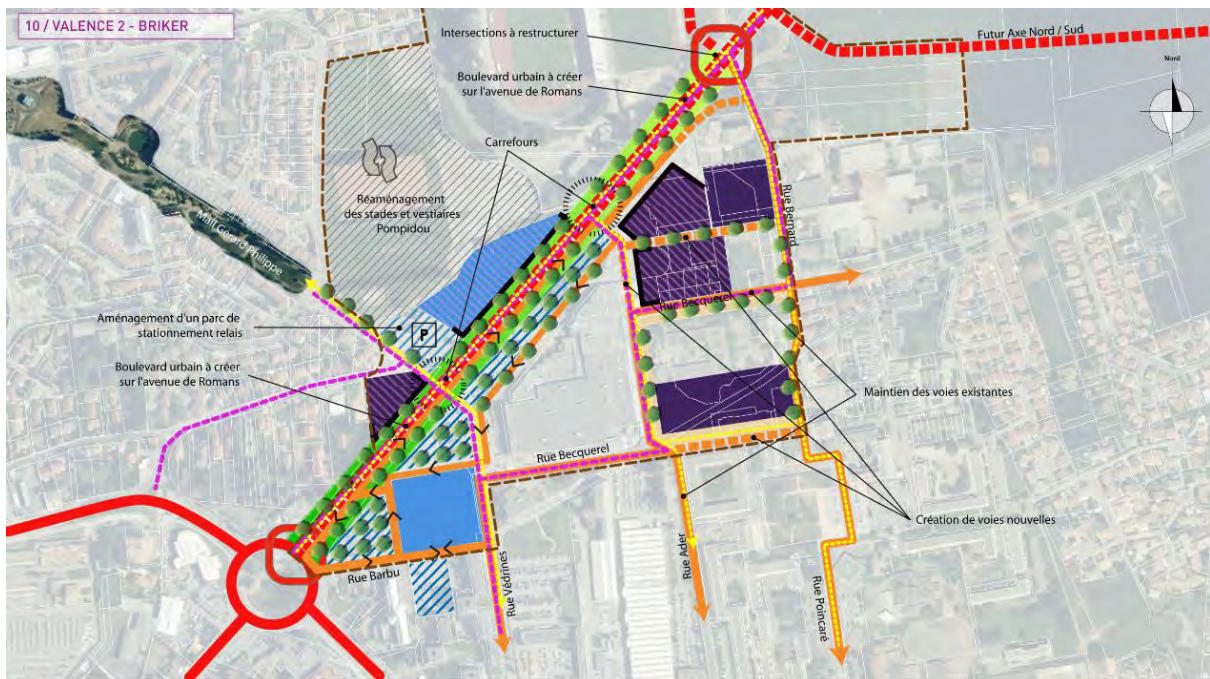 10 / VALENCE 2 - BRIKER
Intersections à restructurer
Futur Axe Nord / Sud
Nord
Boulevard urbain à créer
sur l'avenue de Romans
Carrefours
Réaménagement
des stades et vestiaires
Pompidou
Rue Bernard
Mail Gérard Philippe
Rue Becquerel
Aménagement d'un parc de
stationnement relais
P
Boulevard urbain à créer
sur l'avenue de Romans
Maintien des voies existantes
Rue Becquerel
Création de voies nouvelles
Rue Barbu
Rue Védrines
Rue Ader
Rue Poincaré